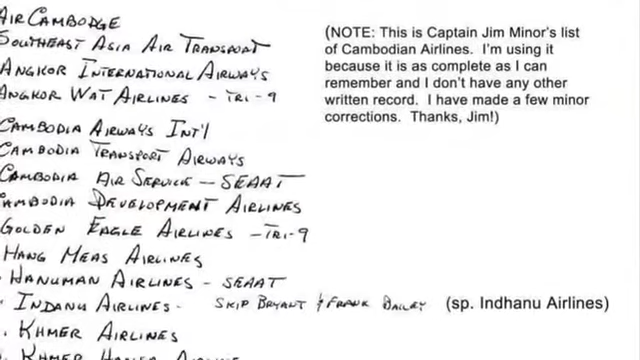 AIR CAMBODGE
SOUTHEAST ASIA AIR TRANSPORT
ANGKOR INTERNATIONAL AIRWAYS
ANGKOR WAT AIRLINES - TRI-9
CAMBODIA AIRWAYS INT'L
CAMBODIA TRANSPORT AIRWAYS
CAMBODIA AIR SERVICE - SEAAT
CAMBODIA DEVELOPMENT AIRLINES
GOLDEN EAGLE AIRLINES - TRI-9
HANG MEAS AIRLINES
HANUMAN AIRLINES - SEAAT
INDANU AIRLINES - SKIP BRYANT & FRANK BAILEY (sp. Indhanu Airlines)
KHMER AIRLINES
KHMER HANSA AIRLINE
(NOTE: This is Captain Jim Minor's list
of Cambodian Airlines. I'm using it
because it is as complete as I can
remember and I don't have any other
written record. I have made a few minor
corrections. Thanks, Jim!)